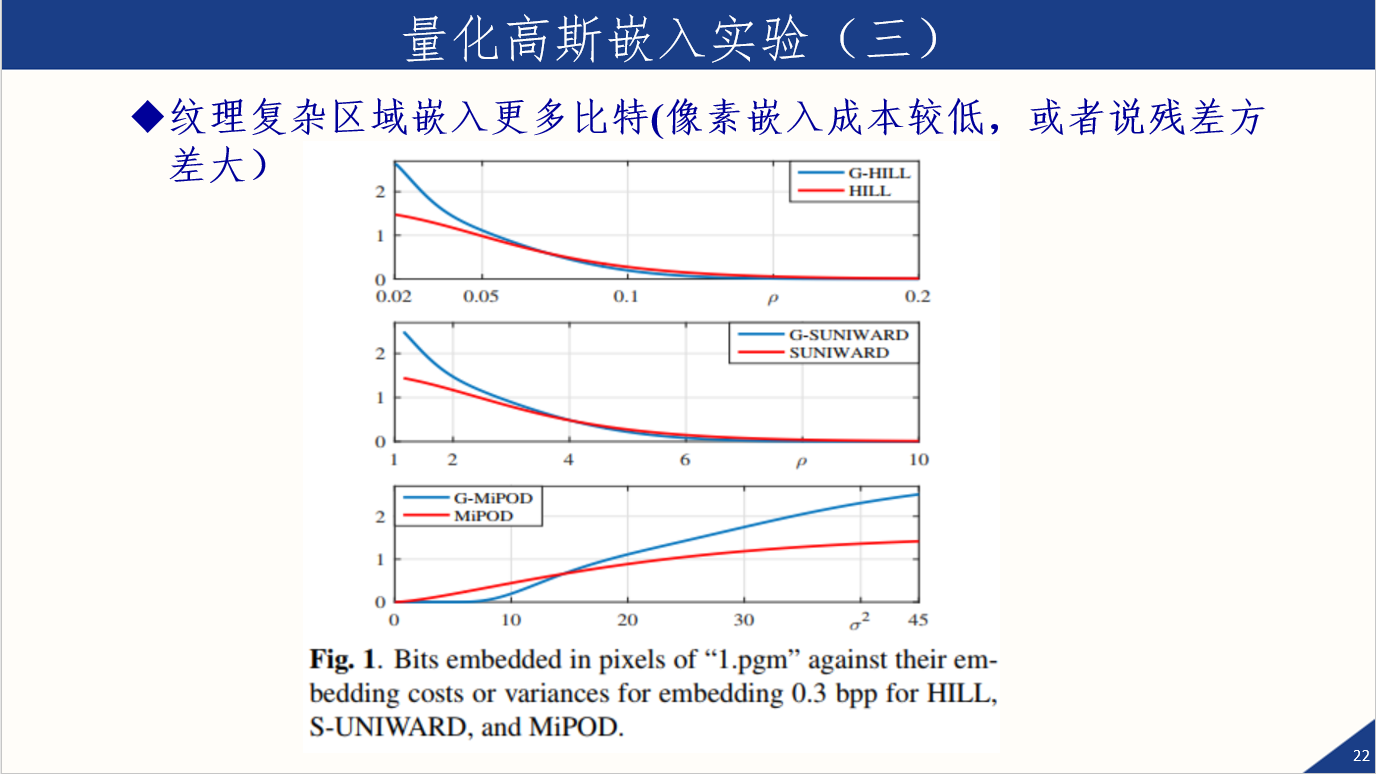 量化高斯嵌入实验（三）
◆纹理复杂区域嵌入更多比特(像素嵌入成本较低，或者说残差方
差大）
G-HILL
HILL
2
1
0
0.02 0.05 0.1 ρ 0.2
G-SUNIWARD
SUNIWARD
2
1
0
1 2 4 6 ρ 10
G-MiPOD
MiPOD
2
1
0
0 10 20 30 σ² 45
Fig. 1. Bits embedded in pixels of “1.pgm” against their em-
bedding costs or variances for embedding 0.3 bpp for HILL,
S-UNIWARD, and MiPOD.
22